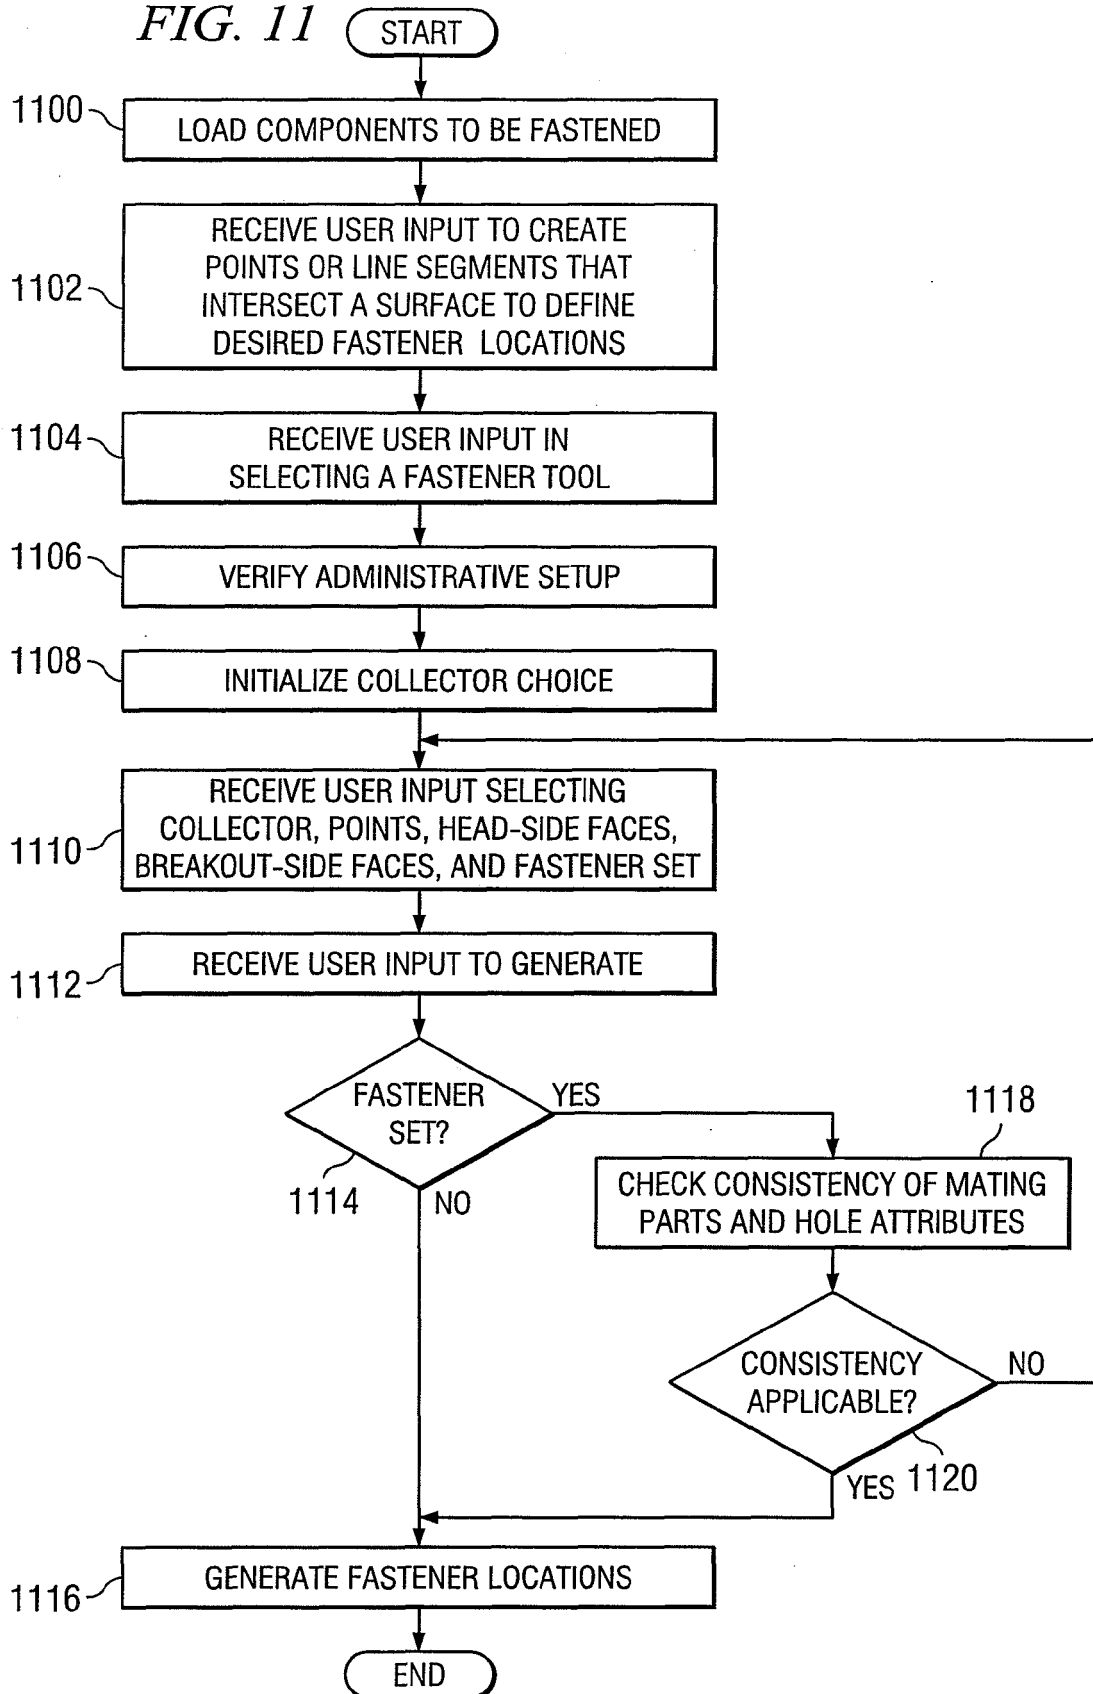 FIG. 11
START
1100
LOAD COMPONENTS TO BE FASTENED
1102
RECEIVE USER INPUT TO CREATE
POINTS OR LINE SEGMENTS THAT
INTERSECT A SURFACE TO DEFINE
DESIRED FASTENER LOCATIONS
1104
RECEIVE USER INPUT IN
SELECTING A FASTENER TOOL
1106
VERIFY ADMINISTRATIVE SETUP
1108
INITIALIZE COLLECTOR CHOICE
1110
RECEIVE USER INPUT SELECTING
COLLECTOR, POINTS, HEAD-SIDE FACES,
BREAKOUT-SIDE FACES, AND FASTENER SET
1112
RECEIVE USER INPUT TO GENERATE
FASTENER
SET?
YES
1114
NO
1118
CHECK CONSISTENCY OF MATING
PARTS AND HOLE ATTRIBUTES
CONSISTENCY
APPLICABLE?
NO
YES
1120
1116
GENERATE FASTENER LOCATIONS
END